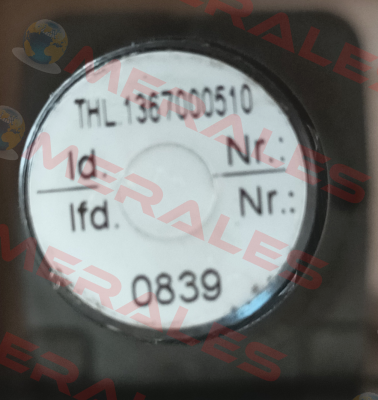 MERALES
THL.1367000510
Id. Nr.:
lfd. Nr.:
MERALES
0839
MERALES